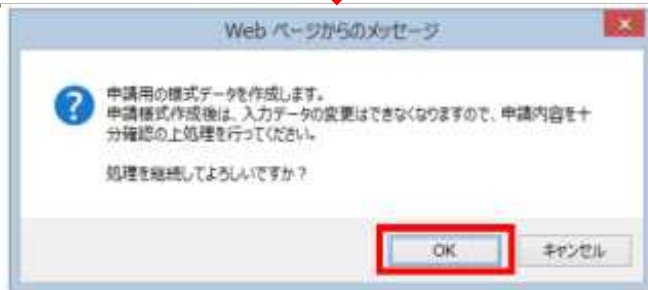 Web ページからのメッセージ
申請用の様式データを作成します。
申請様式作成後は、入力データの変更はできなくなりますので、申請内容を十
分確認の上処理を行ってください。
処理を継続してよろしいですか？
OK
キャンセル